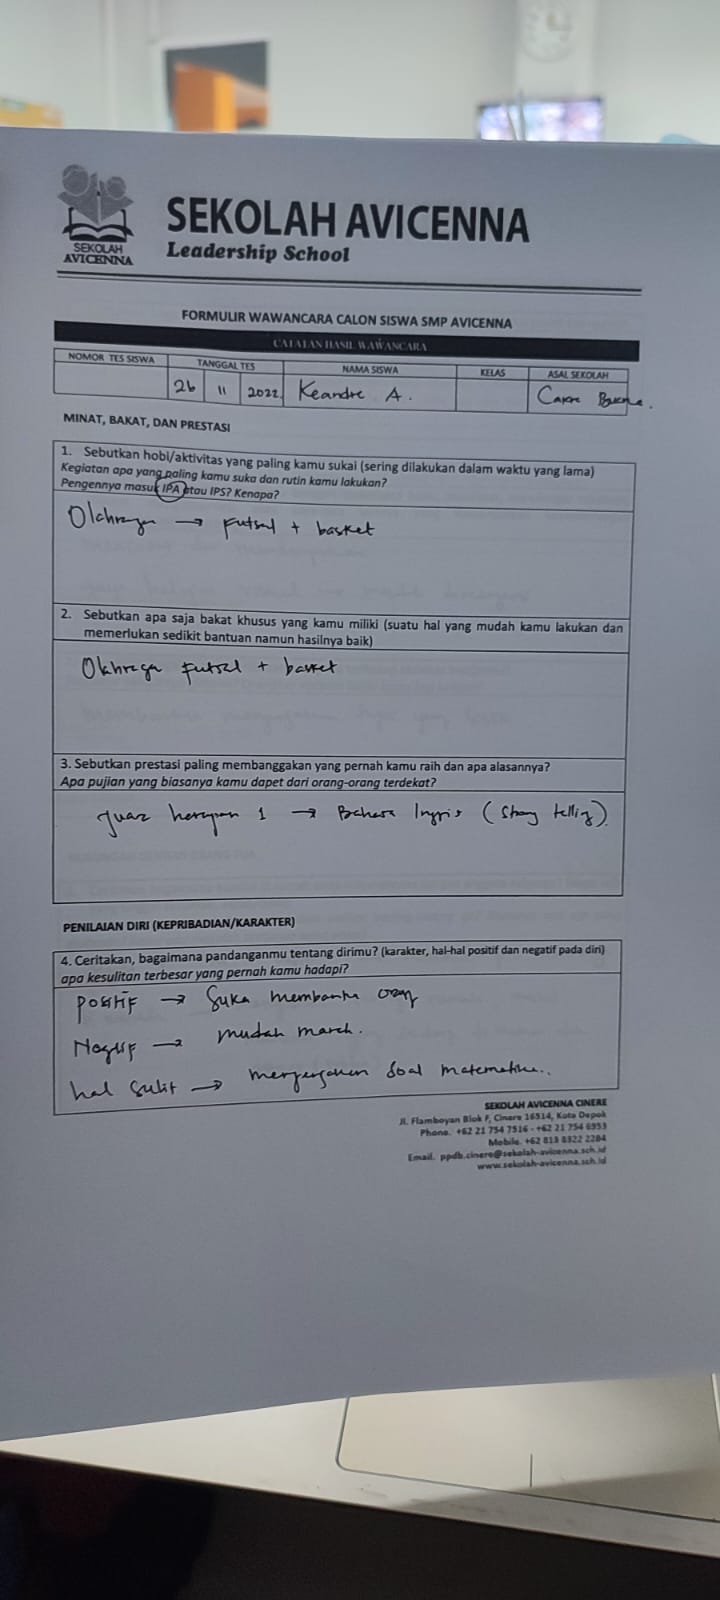 SEKOLAH AVICENNA
Leadership School
SEKOLAH
AVICENNA
FORMULIR WAWANCARA CALON SISWA SMP AVICENNA
CATATAN HASIL WAWANCARA
NOMOR TES SISWA TANGGAL TES NAMA SISWA KELAS ASAL SEKOLAH
26 11 2022 Keandre A.
MINAT, BAKAT, DAN PRESTASI
1. Sebutkan hobi/aktivitas yang paling kamu sukai (sering dilakukan dalam waktu yang lama)
Kegiatan apa yang paling kamu suka dan rutin kamu lakukan?
Pengennya masuk IPA atau IPS? Kenapa?
Olahraga → Futsal + basket
2. Sebutkan apa saja bakat khusus yang kamu miliki (suatu hal yang mudah kamu lakukan dan
memerlukan sedikit bantuan namun hasilnya baik)
Olahraga futsal + basket
3. Sebutkan prestasi paling membanggakan yang pernah kamu raih dan apa alasannya?
Apa pujian yang biasanya kamu dapet dari orang-orang terdekat?
Juara harapan 1 → Bahasa Inggris (Story telling)
PENILAIAN DIRI (KEPRIBADIAN/KARAKTER)
4. Ceritakan, bagaimana pandanganmu tentang dirimu? (karakter, hal-hal positif dan negatif pada diri)
apa kesulitan terbesar yang pernah kamu hadapi?
Positif → Suka membantu orang
Negatif → mudah marah.
hal sulit → mengerjakan soal matematika..
SEKOLAH AVICENNA CINERE
Jl. Flamboyan Blok F, Cinere 16514, Kota Depok
Phone. +62 21 754 7516 - +62 21 754 6953
Mobile. +62 813 8322 2284
Email. ppdb.cinere@sekolah-avicenna.sch.id
www.sekolah-avicenna.sch.id